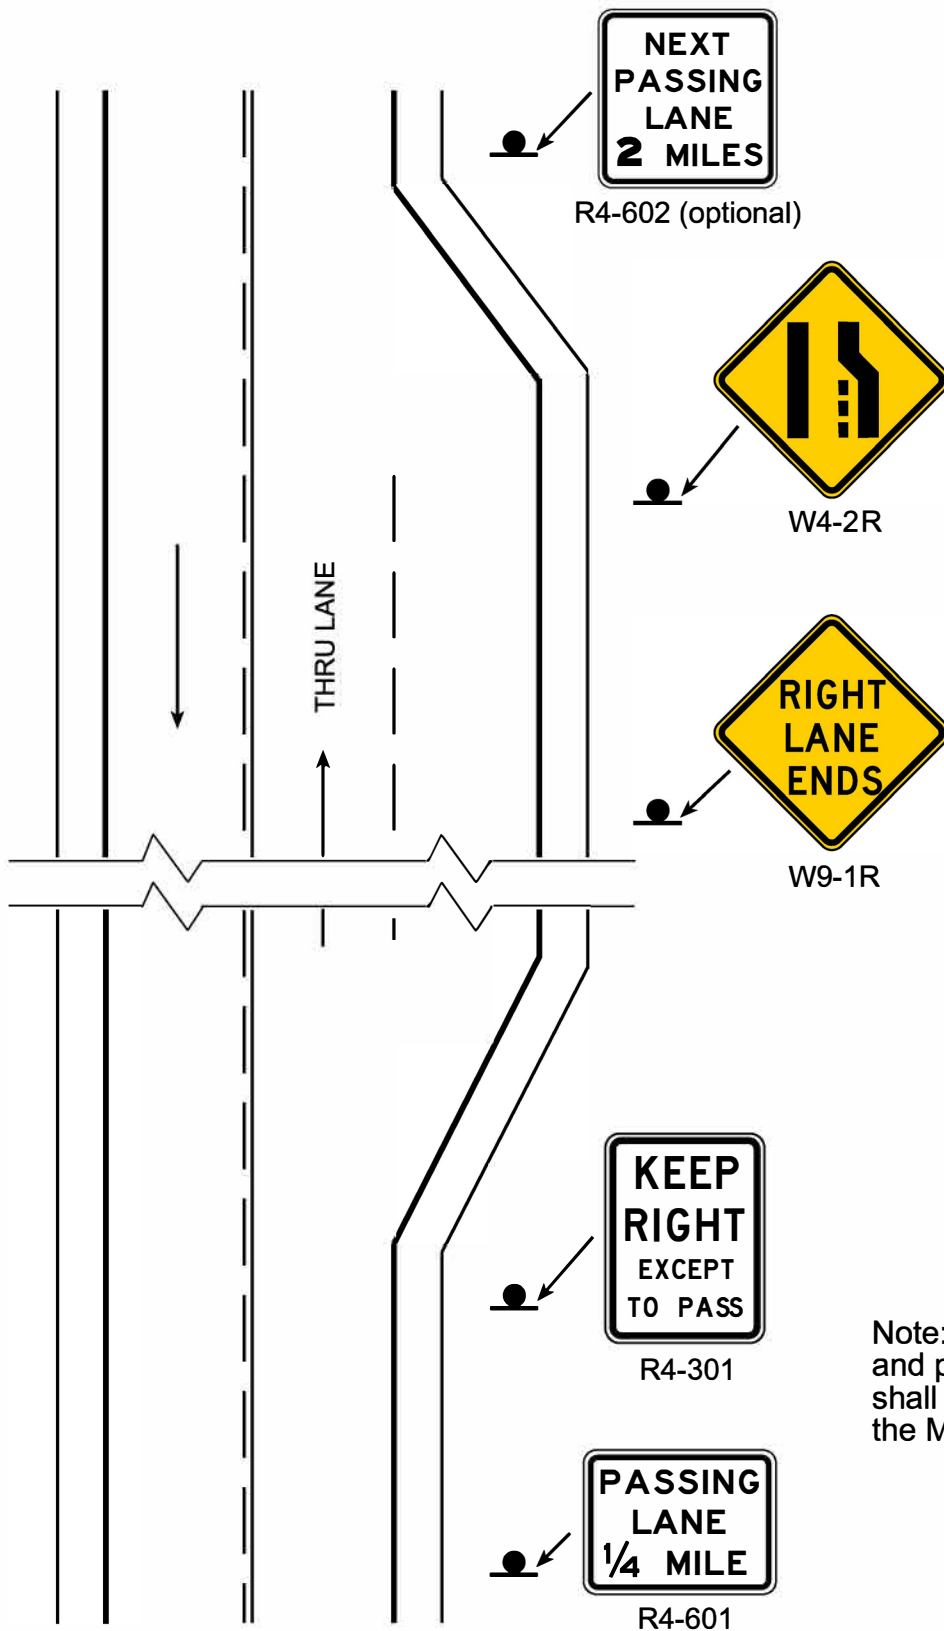 NEXT
PASSING
LANE
2 MILES
R4-602 (optional)
W4-2R
THRU LANE
RIGHT
LANE
ENDS
W9-1R
KEEP
RIGHT
EXCEPT
TO PASS
R4-301
Note:
and p
shall
the M
PASSING
LANE
1/4 MILE
R4-601